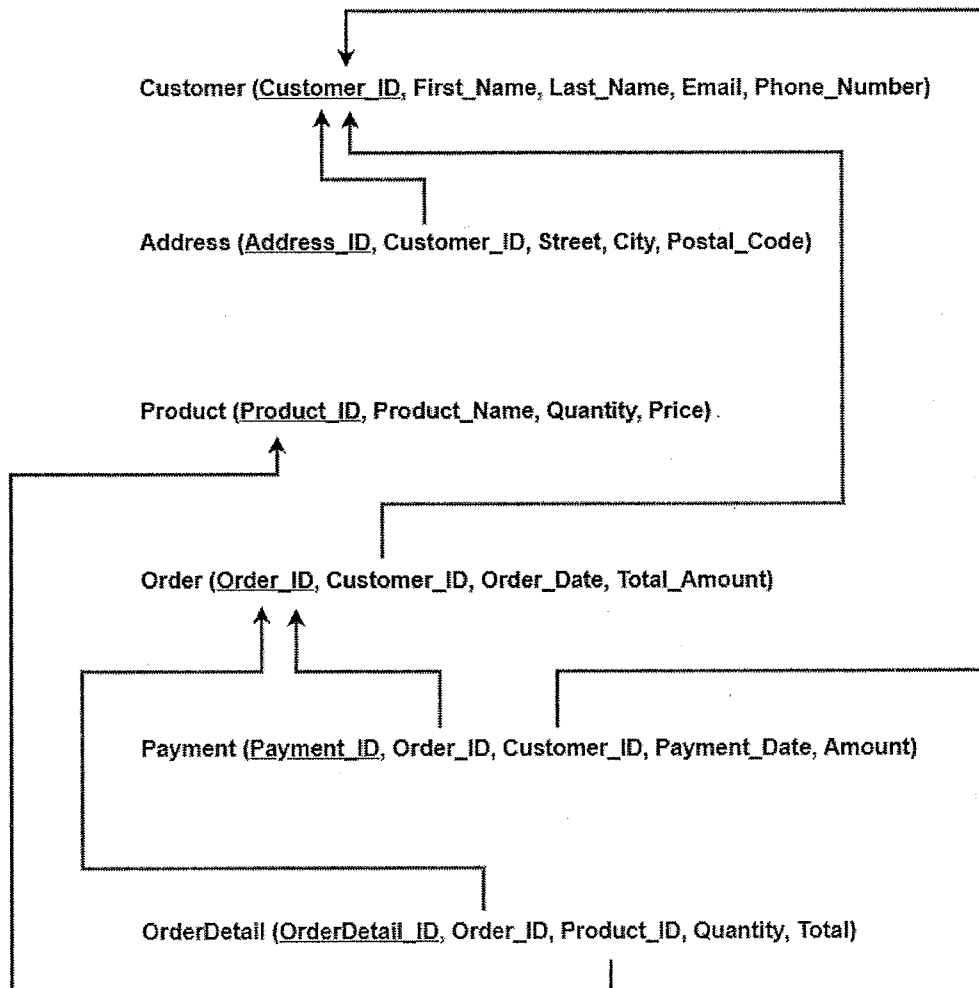 Customer (Customer_ID, First_Name, Last_Name, Email, Phone_Number)
Address (Address_ID, Customer_ID, Street, City, Postal_Code)
Product (Product_ID, Product_Name, Quantity, Price)
Order (Order_ID, Customer_ID, Order_Date, Total_Amount)
Payment (Payment_ID, Order_ID, Customer_ID, Payment_Date, Amount)
OrderDetail (OrderDetail_ID, Order_ID, Product_ID, Quantity, Total)